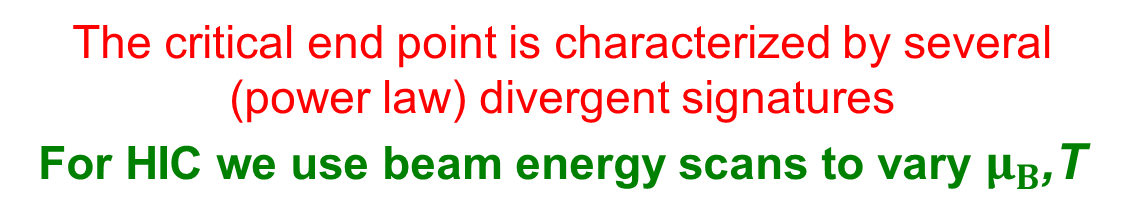 The critical end point is characterized by several
(power law) divergent signatures
For HIC we use beam energy scans to vary μB,T